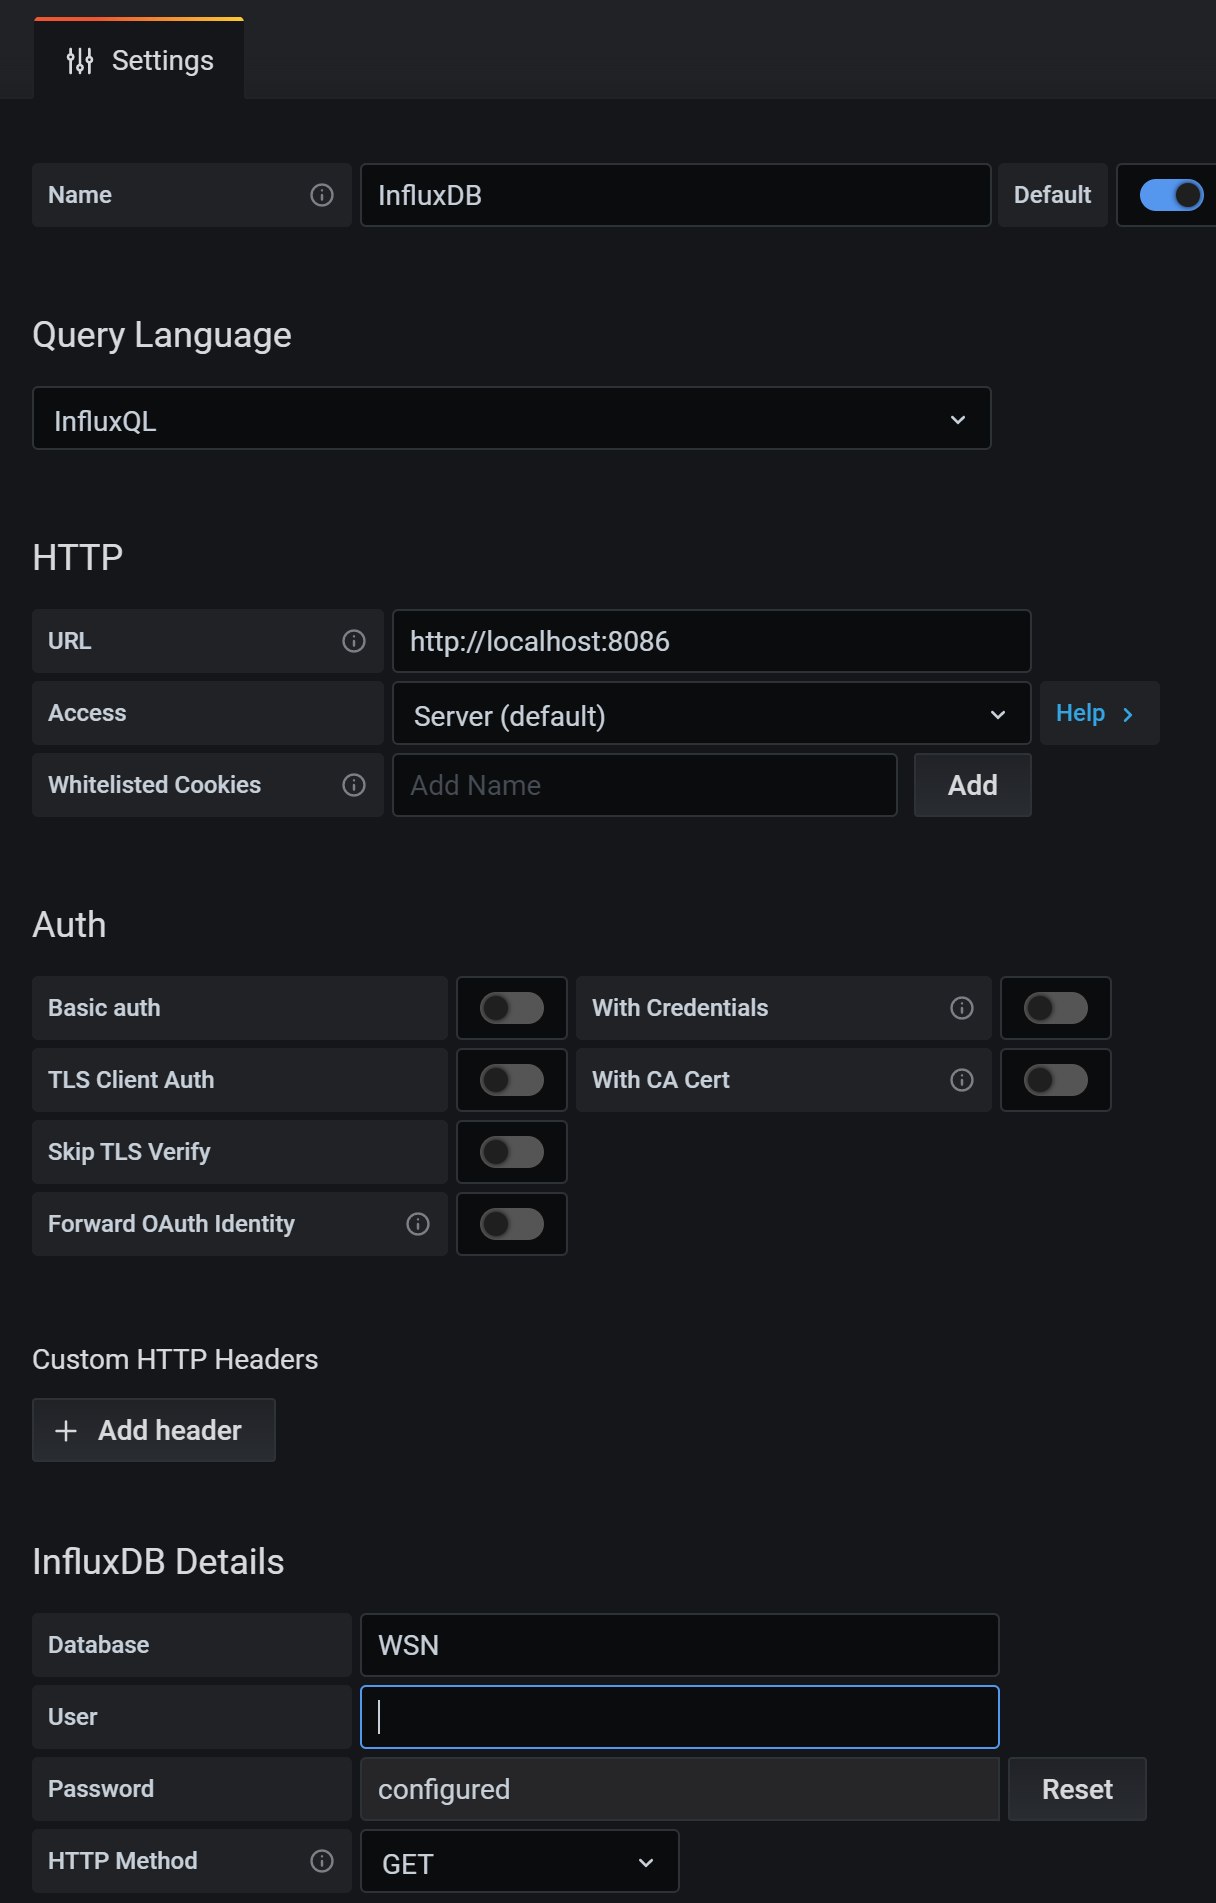 Settings
Name InfluxDB Default
Query Language
InfluxQL
HTTP
URL http://localhost:8086
Access Server (default) Help
Whitelisted Cookies Add Name Add
Auth
Basic auth With Credentials
TLS Client Auth With CA Cert
Skip TLS Verify
Forward OAuth Identity
Custom HTTP Headers
Add header
InfluxDB Details
Database WSN
User
Password configured Reset
HTTP Method GET